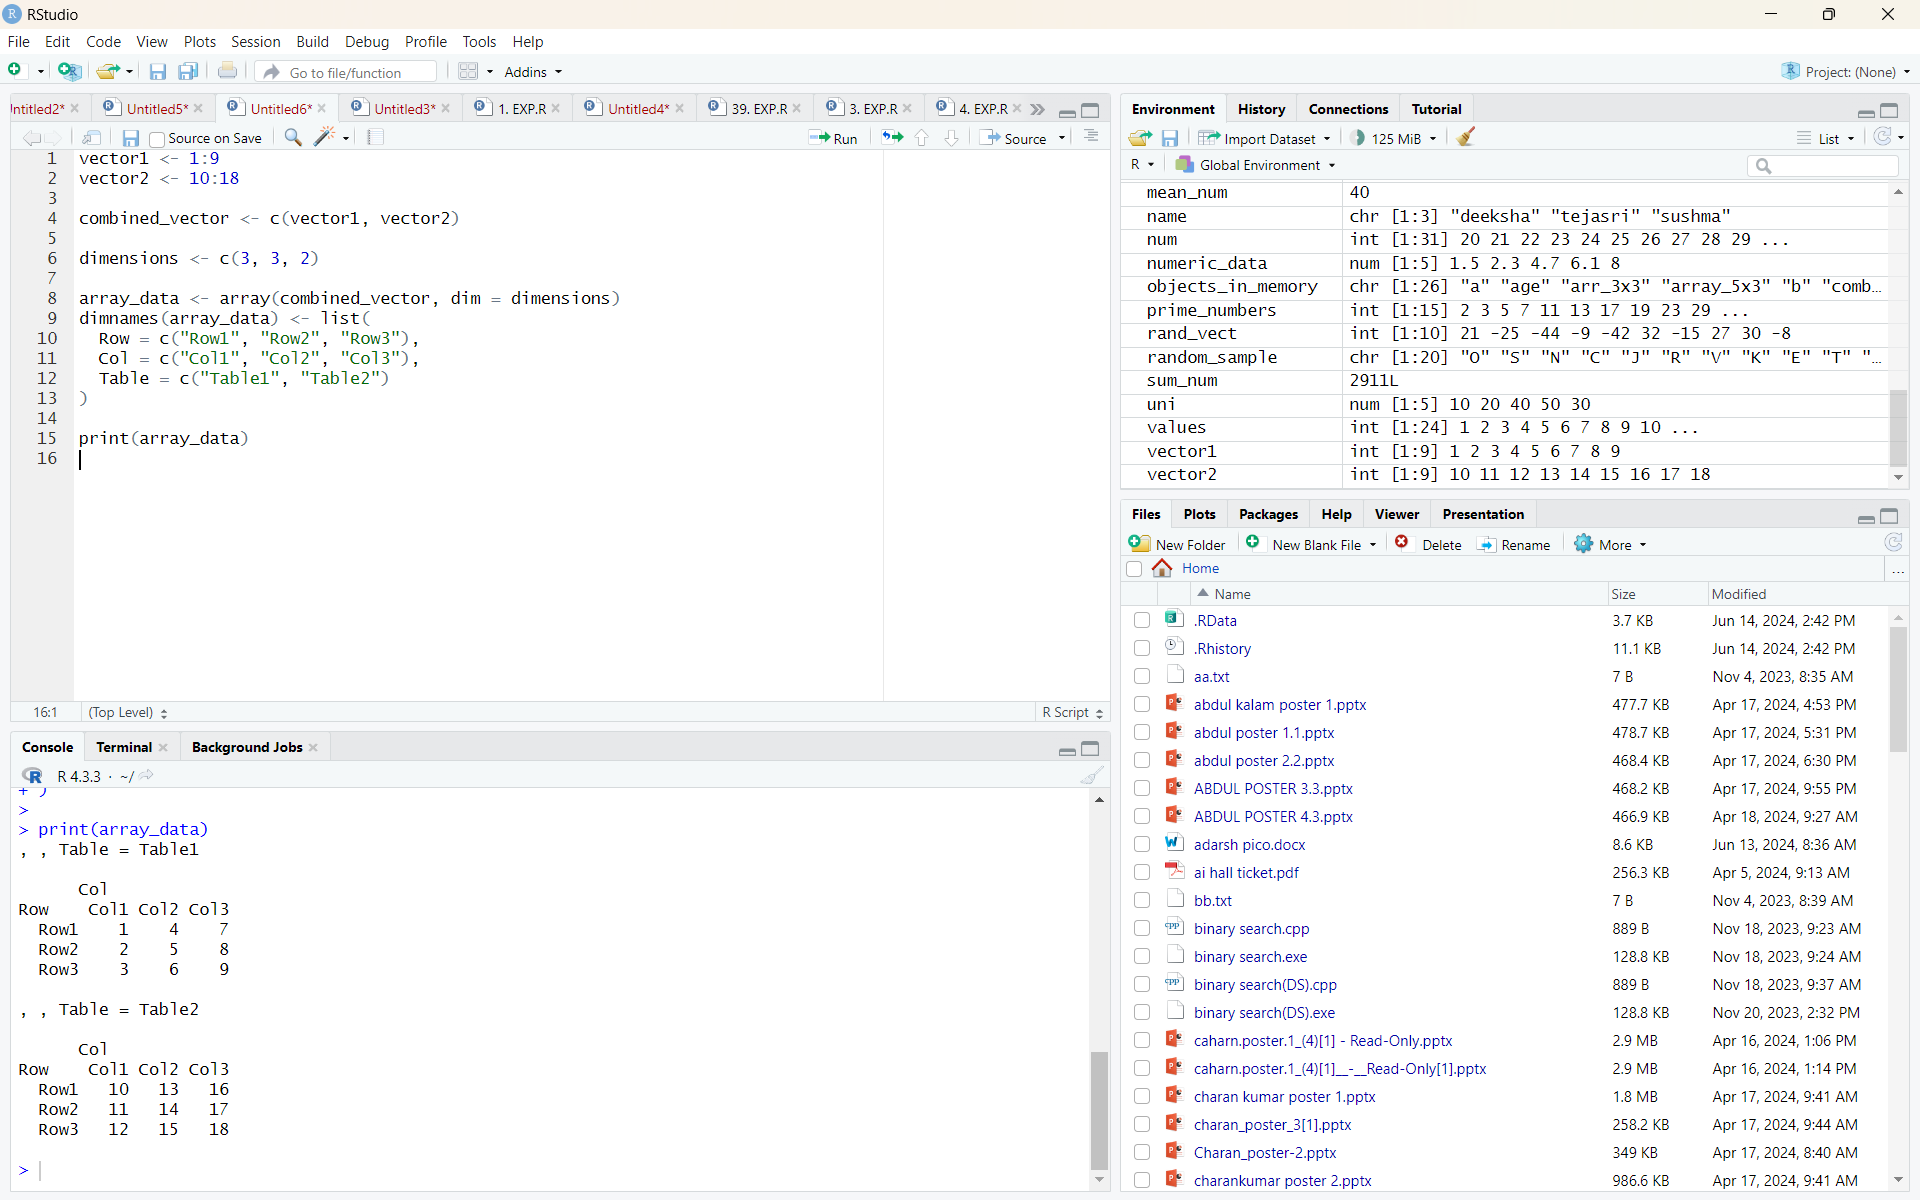 RStudio
File Edit Code View Plots Session Build Debug Profile Tools Help
Go to file/function Addins Project: (None)
ntitled2* Untitled5* Untitled6* Untitled3* 1. EXP.R Untitled4* 39. EXP.R 3. EXP.R 4. EXP.R
Source on Save Run Source
1 vector1 <- 1:9
2 vector2 <- 10:18
3
4 combined_vector <- c(vector1, vector2)
5
6 dimensions <- c(3, 3, 2)
7
8 array_data <- array(combined_vector, dim = dimensions)
9 dimnames(array_data) <- list(
10 Row = c("Row1", "Row2", "Row3"),
11 Col = c("Col1", "Col2", "Col3"),
12 Table = c("Table1", "Table2")
13 )
14
15 print(array_data)
16
16:1 (Top Level) R Script
Console Terminal Background Jobs
R 4.3.3 · ~/
+ )
>
> print(array_data)
, , Table = Table1
Col
Row Col1 Col2 Col3
Row1 1 4 7
Row2 2 5 8
Row3 3 6 9
, , Table = Table2
Col
Row Col1 Col2 Col3
Row1 10 13 16
Row2 11 14 17
Row3 12 15 18
>
Environment History Connections Tutorial
Import Dataset 125 MiB List
R Global Environment
mean_num 40
name chr [1:3] "deeksha" "tejasri" "sushma"
num int [1:31] 20 21 22 23 24 25 26 27 28 29 ...
numeric_data num [1:5] 1.5 2.3 4.7 6.1 8
objects_in_memory chr [1:26] "a" "age" "arr_3x3" "array_5x3" "b" "comb…
prime_numbers int [1:15] 2 3 5 7 11 13 17 19 23 29 ...
rand_vect int [1:10] 21 -25 -44 -9 -42 32 -15 27 30 -8
random_sample chr [1:20] "O" "S" "N" "C" "J" "R" "V" "K" "E" "T" "…
sum_num 2911L
uni num [1:5] 10 20 40 50 30
values int [1:24] 1 2 3 4 5 6 7 8 9 10 ...
vector1 int [1:9] 1 2 3 4 5 6 7 8 9
vector2 int [1:9] 10 11 12 13 14 15 16 17 18
Files Plots Packages Help Viewer Presentation
New Folder New Blank File Delete Rename More
Home ...
Name Size Modified
.RData 3.7 KB Jun 14, 2024, 2:42 PM
.Rhistory 11.1 KB Jun 14, 2024, 2:42 PM
aa.txt 7 B Nov 4, 2023, 8:35 AM
abdul kalam poster 1.pptx 477.7 KB Apr 17, 2024, 4:53 PM
abdul poster 1.1.pptx 478.7 KB Apr 17, 2024, 5:31 PM
abdul poster 2.2.pptx 468.4 KB Apr 17, 2024, 6:30 PM
ABDUL POSTER 3.3.pptx 468.2 KB Apr 17, 2024, 9:55 PM
ABDUL POSTER 4.3.pptx 466.9 KB Apr 18, 2024, 9:27 AM
adarsh pico.docx 8.6 KB Jun 13, 2024, 8:36 AM
ai hall ticket.pdf 256.3 KB Apr 5, 2024, 9:13 AM
bb.txt 7 B Nov 4, 2023, 8:39 AM
binary search.cpp 889 B Nov 18, 2023, 9:23 AM
binary search.exe 128.8 KB Nov 18, 2023, 9:24 AM
binary search(DS).cpp 889 B Nov 18, 2023, 9:37 AM
binary search(DS).exe 128.8 KB Nov 20, 2023, 2:32 PM
caharn.poster.1_(4)[1] - Read-Only.pptx 2.9 MB Apr 16, 2024, 1:06 PM
caharn.poster.1_(4)[1]__-__Read-Only[1].pptx 2.9 MB Apr 16, 2024, 1:14 PM
charan kumar poster 1.pptx 1.8 MB Apr 17, 2024, 9:41 AM
charan_poster_3[1].pptx 258.2 KB Apr 17, 2024, 9:44 AM
Charan_poster-2.pptx 349 KB Apr 17, 2024, 8:40 AM
charankumar poster 2.pptx 986.6 KB Apr 17, 2024, 9:41 AM